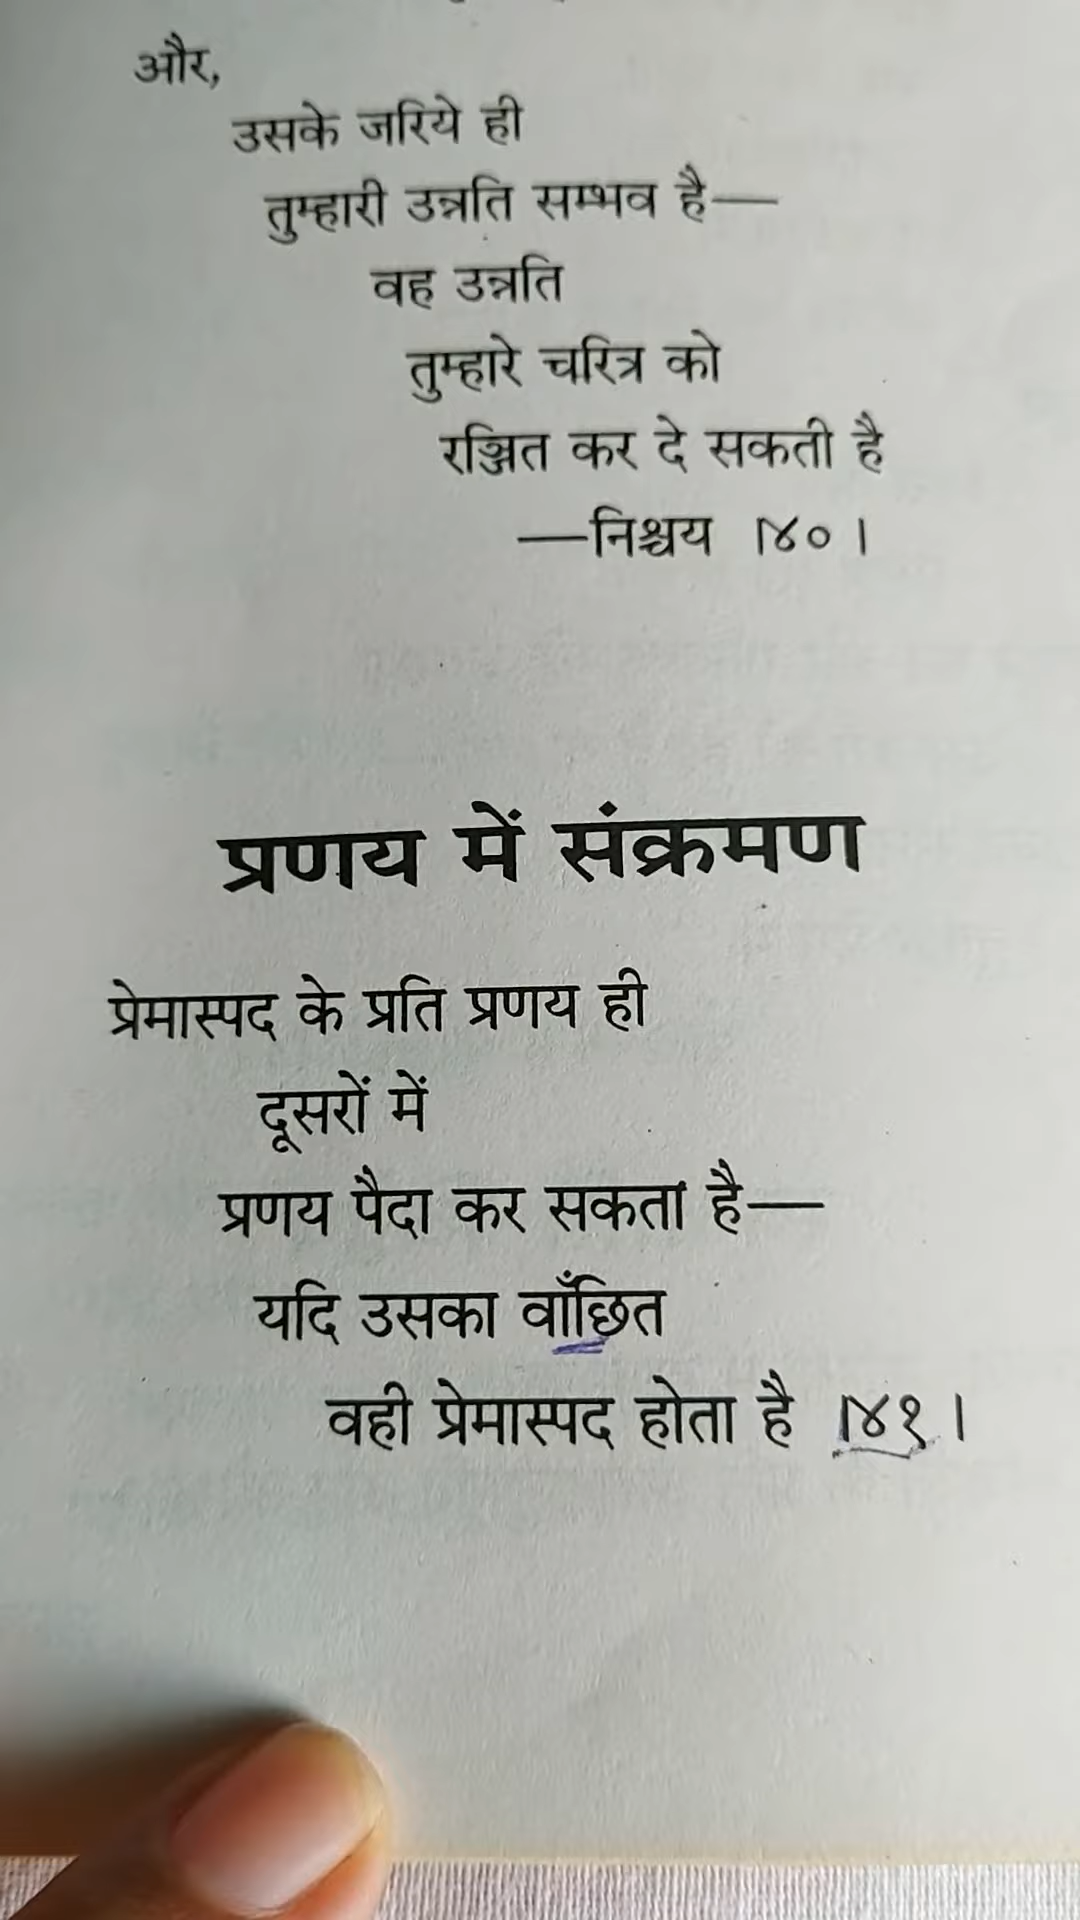 और,
उसके जरिये ही
तुम्हारी उन्नति सम्भव है—
वह उन्नति
तुम्हारे चरित्र को
रञ्जित कर दे सकती है
—निश्चय ।४०।
प्रणय में संक्रमण
प्रेमास्पद के प्रति प्रणय ही
दूसरों में
प्रणय पैदा कर सकता है—
यदि उसका वाँछित
वही प्रेमास्पद होता है ।४१।